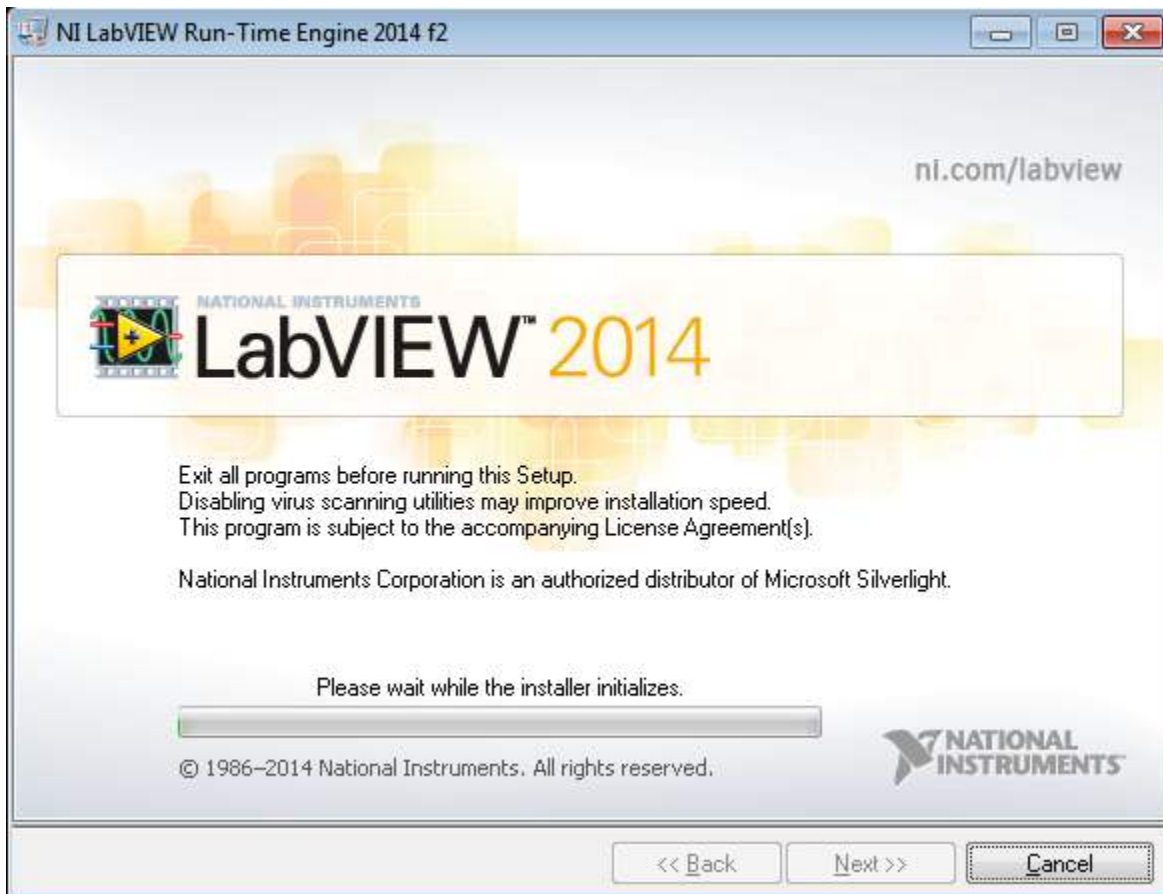 NI LabVIEW Run-Time Engine 2014 f2
ni.com/labview
NATIONAL INSTRUMENTS
LabVIEW™ 2014
Exit all programs before running this Setup.
Disabling virus scanning utilities may improve installation speed.
This program is subject to the accompanying License Agreement(s).
National Instruments Corporation is an authorized distributor of Microsoft Silverlight.
Please wait while the installer initializes.
© 1986–2014 National Instruments. All rights reserved.
NATIONAL
INSTRUMENTS™
<< Back Next >> Cancel